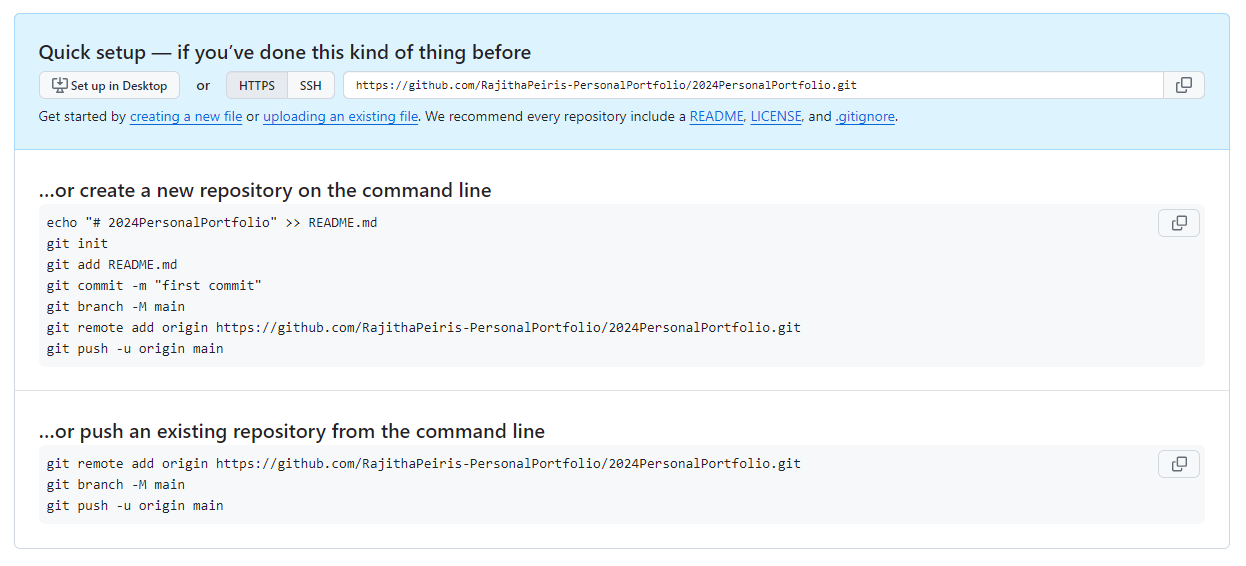 Quick setup — if you’ve done this kind of thing before
Set up in Desktop or HTTPS SSH https://github.com/RajithaPeiris-PersonalPortfolio/2024PersonalPortfolio.git
Get started by creating a new file or uploading an existing file. We recommend every repository include a README, LICENSE, and .gitignore.
…or create a new repository on the command line
echo "# 2024PersonalPortfolio" >> README.md
git init
git add README.md
git commit -m "first commit"
git branch -M main
git remote add origin https://github.com/RajithaPeiris-PersonalPortfolio/2024PersonalPortfolio.git
git push -u origin main
…or push an existing repository from the command line
git remote add origin https://github.com/RajithaPeiris-PersonalPortfolio/2024PersonalPortfolio.git
git branch -M main
git push -u origin main